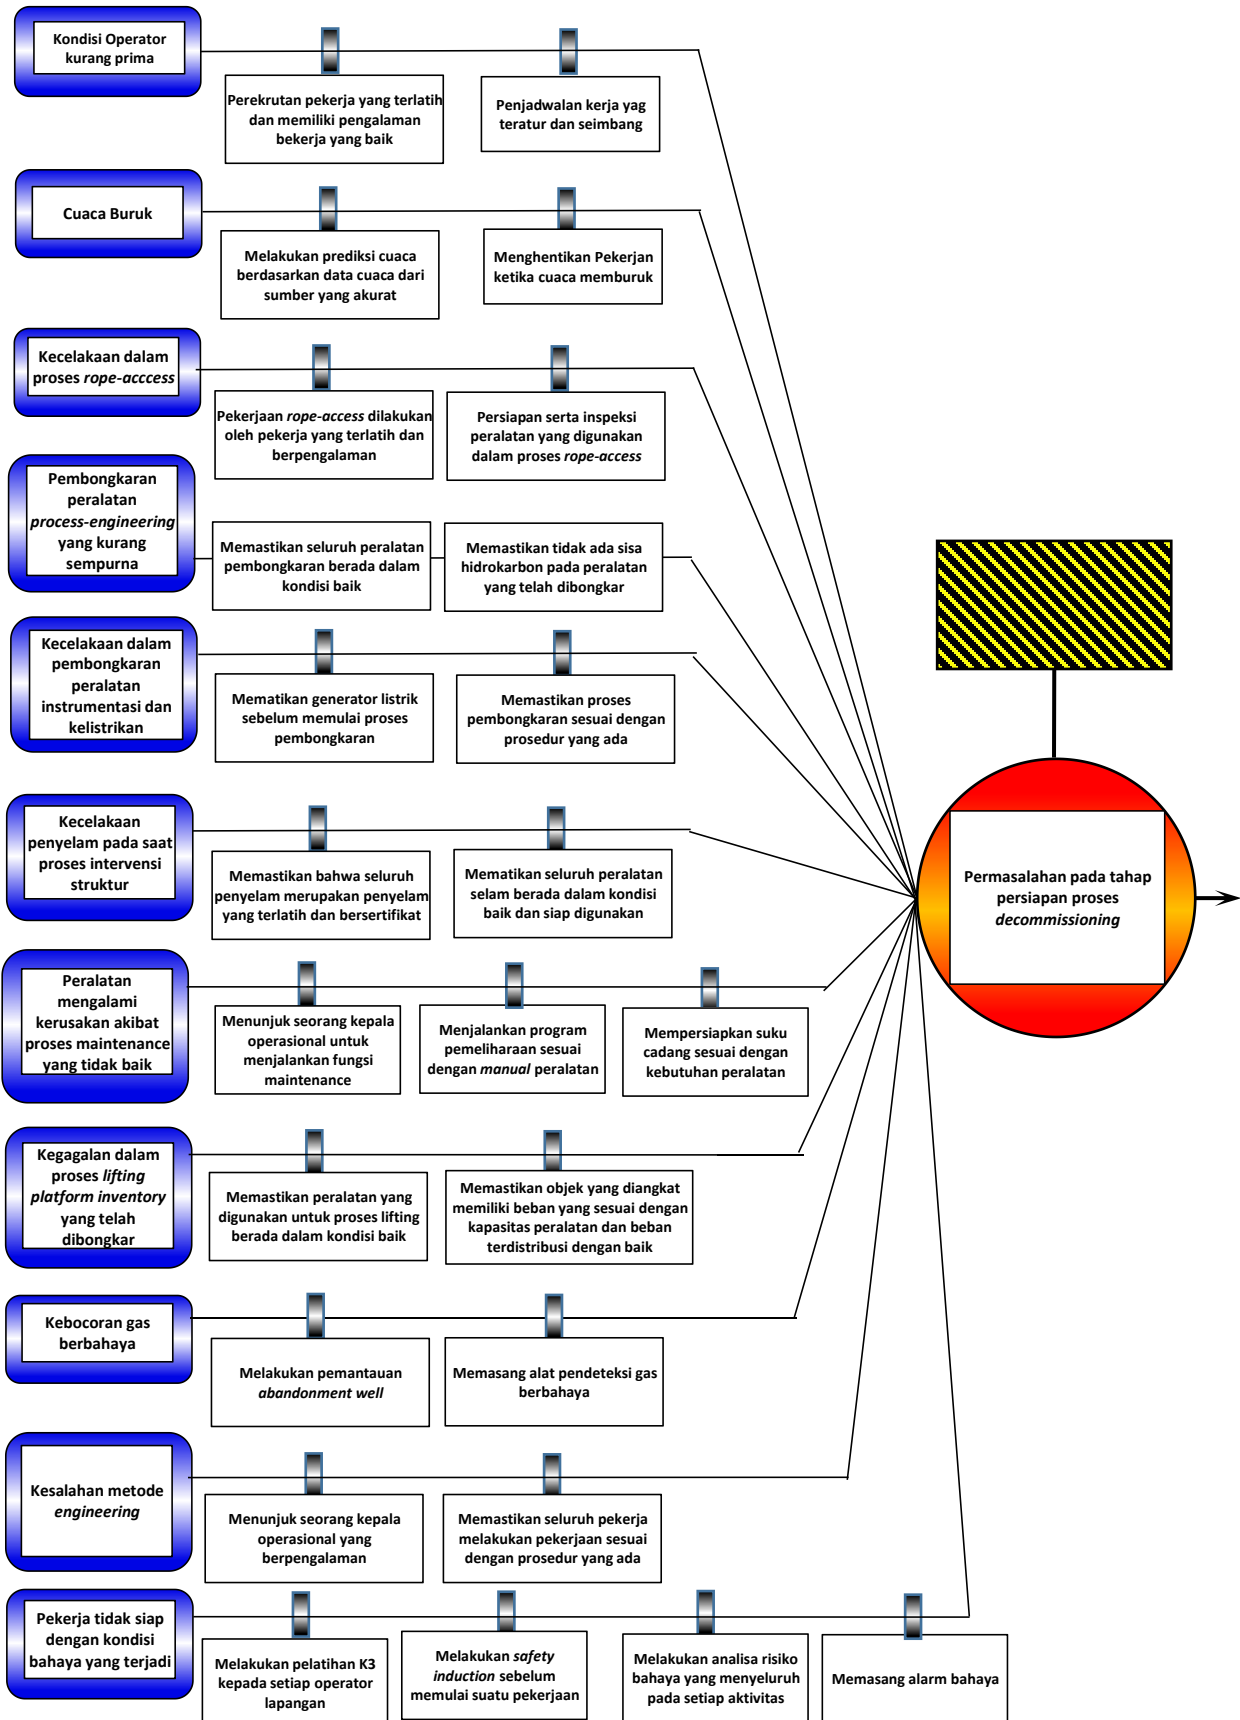 Kondisi Operator
kurang prima
Perekrutan pekerja yang terlatih
dan memiliki pengalaman
bekerja yang baik
Penjadwalan kerja yag
teratur dan seimbang
Cuaca Buruk
Melakukan prediksi cuaca
berdasarkan data cuaca dari
sumber yang akurat
Menghentikan Pekerjan
ketika cuaca memburuk
Kecelakaan dalam
proses rope-acccess
Pekerjaan rope-access dilakukan
oleh pekerja yang terlatih dan
berpengalaman
Persiapan serta inspeksi
peralatan yang digunakan
dalam proses rope-access
Pembongkaran
peralatan
process-engineering
yang kurang
sempurna
Memastikan seluruh peralatan
pembongkaran berada dalam
kondisi baik
Memastikan tidak ada sisa
hidrokarbon pada peralatan
yang telah dibongkar
Kecelakaan dalam
pembongkaran
peralatan
instrumentasi dan
kelistrikan
Mematikan generator listrik
sebelum memulai proses
pembongkaran
Memastikan proses
pembongkaran sesuai dengan
prosedur yang ada
Kecelakaan
penyelam pada saat
proses intervensi
struktur
Memastikan bahwa seluruh
penyelam merupakan penyelam
yang terlatih dan bersertifikat
Mematikan seluruh peralatan
selam berada dalam kondisi
baik dan siap digunakan
Permasalahan pada tahap
persiapan proses
decommissioning
Peralatan
mengalami
kerusakan akibat
proses maintenance
yang tidak baik
Menunjuk seorang kepala
operasional untuk
menjalankan fungsi
maintenance
Menjalankan program
pemeliharaan sesuai
dengan manual peralatan
Mempersiapkan suku
cadang sesuai dengan
kebutuhan peralatan
Kegagalan dalam
proses lifting
platform inventory
yang telah
dibongkar
Memastikan peralatan yang
digunakan untuk proses lifting
berada dalam kondisi baik
Memastikan objek yang diangkat
memiliki beban yang sesuai dengan
kapasitas peralatan dan beban
terdistribusi dengan baik
Kebocoran gas
berbahaya
Melakukan pemantauan
abandonment well
Memasang alat pendeteksi gas
berbahaya
Kesalahan metode
engineering
Menunjuk seorang kepala
operasional yang
berpengalaman
Memastikan seluruh pekerja
melakukan pekerjaan sesuai
dengan prosedur yang ada
Pekerja tidak siap
dengan kondisi
bahaya yang terjadi
Melakukan pelatihan K3
kepada setiap operator
lapangan
Melakukan safety
induction sebelum
memulai suatu pekerjaan
Melakukan analisa risiko
bahaya yang menyeluruh
pada setiap aktivitas
Memasang alarm bahaya